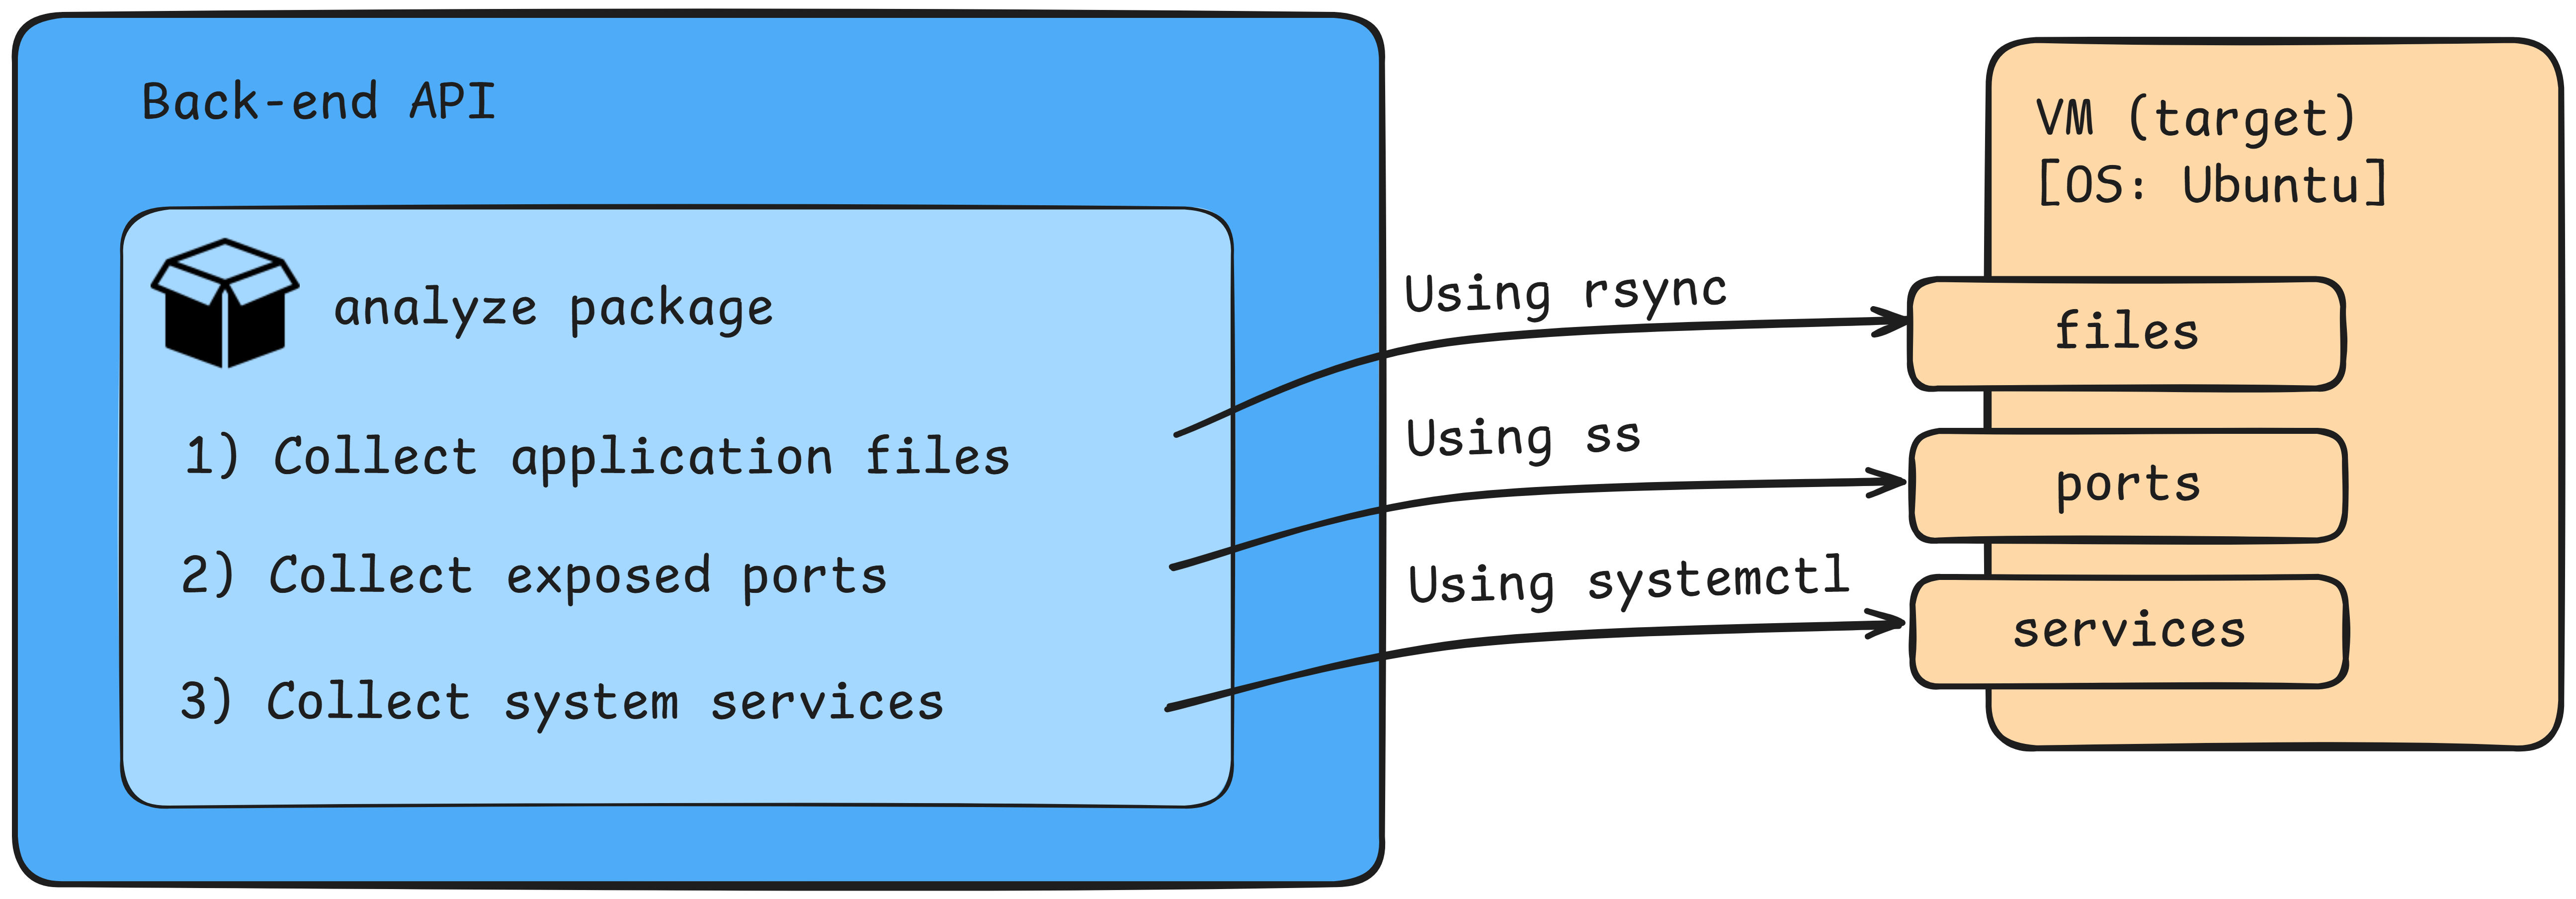 Back-end API
analyze package
1) Collect application files
2) Collect exposed ports
3) Collect system services
Using rsync
Using ss
Using systemctl
VM (target)
[OS: Ubuntu]
files
ports
services